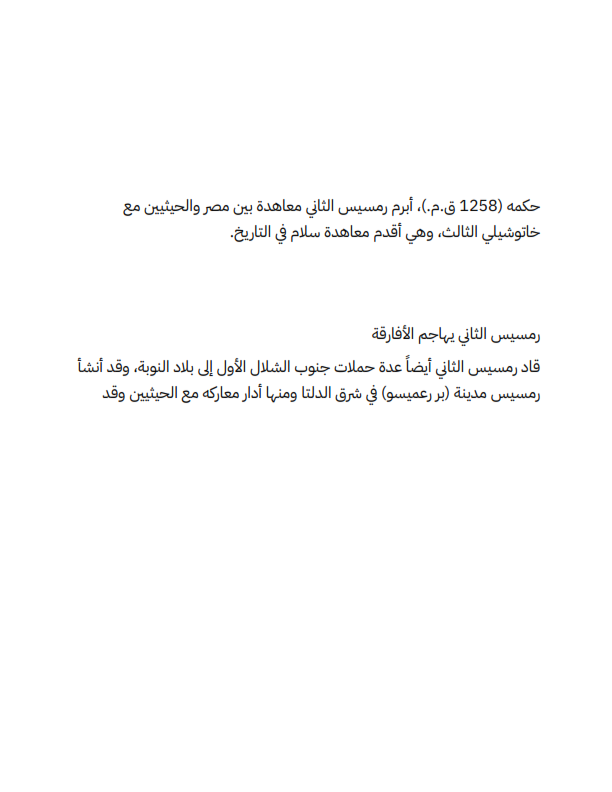 حكمه (1258 ق.م.)، أبرم رمسيس الثاني معاهدة بين مصر والحيثيين مع
خاتوشيلي الثالث، وهي أقدم معاهدة سلام في التاريخ.
رمسيس الثاني يهاجم الأفارقة
قاد رمسيس الثاني أيضاً عدة حملات جنوب الشلال الأول إلى بلاد النوبة، وقد أنشأ
رمسيس مدينة (بر رعميسو) في شرق الدلتا ومنها أدار معاركه مع الحيثيين وقد